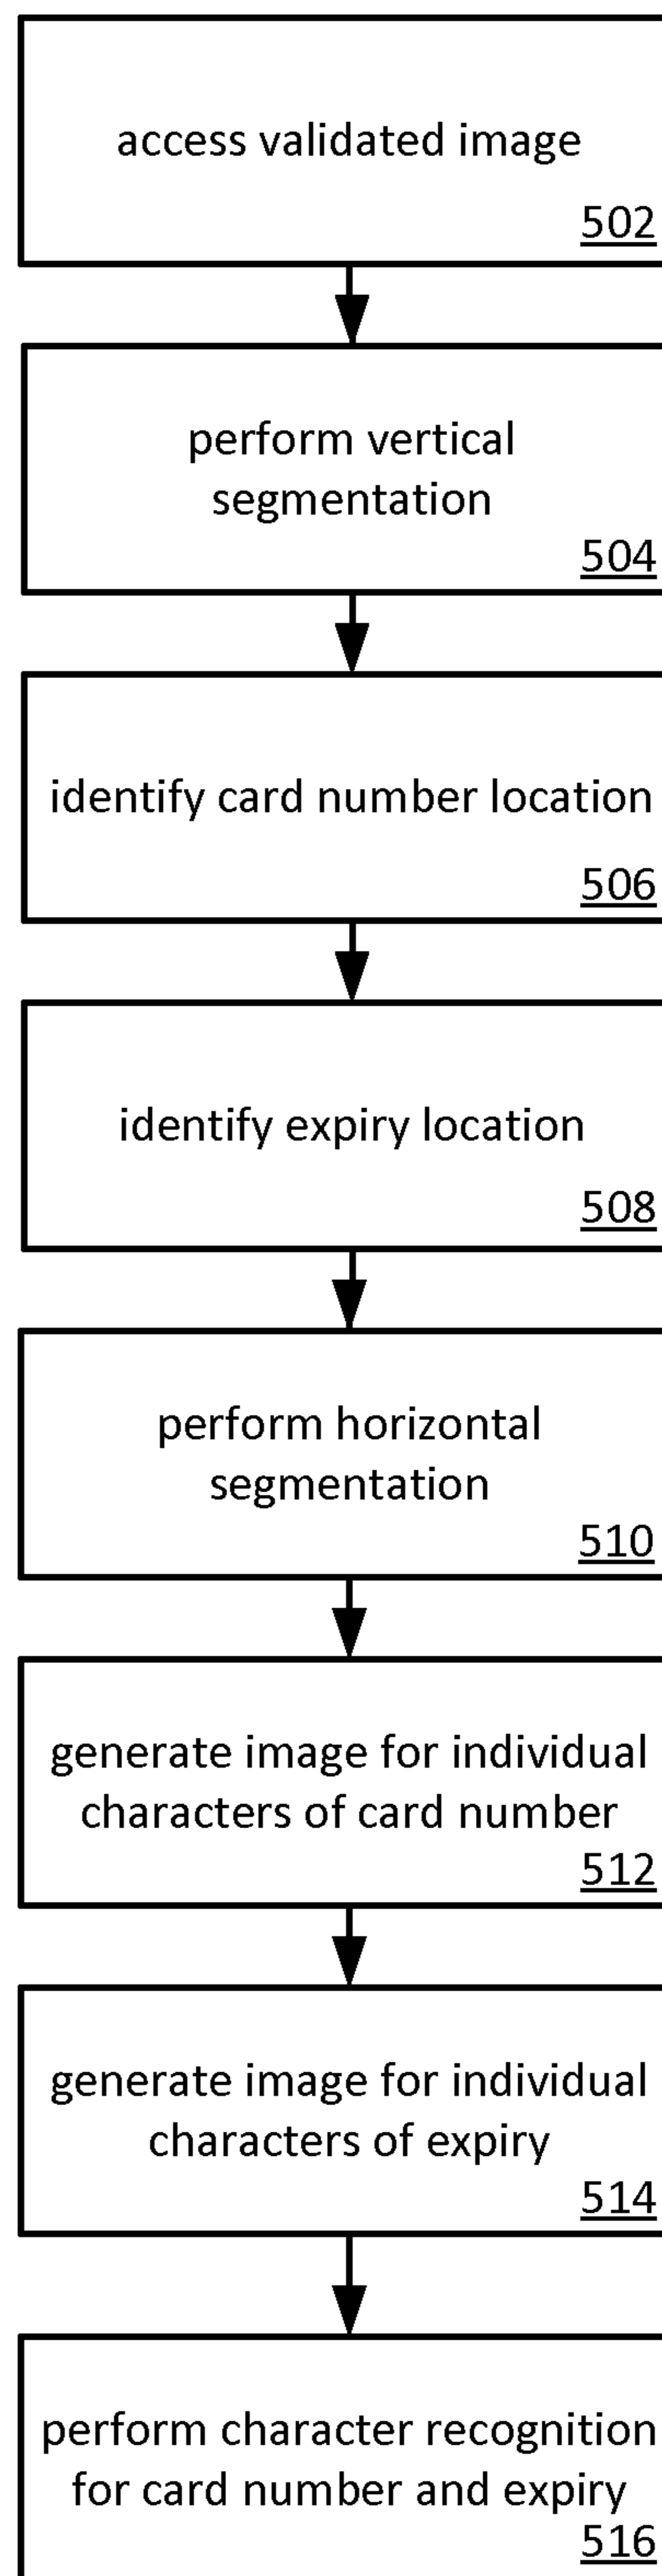 access validated image
502
perform vertical
segmentation
504
identify card number location
506
identify expiry location
508
perform horizontal
segmentation
510
generate image for individual
characters of card number
512
generate image for individual
characters of expiry
514
perform character recognition
for card number and expiry
516